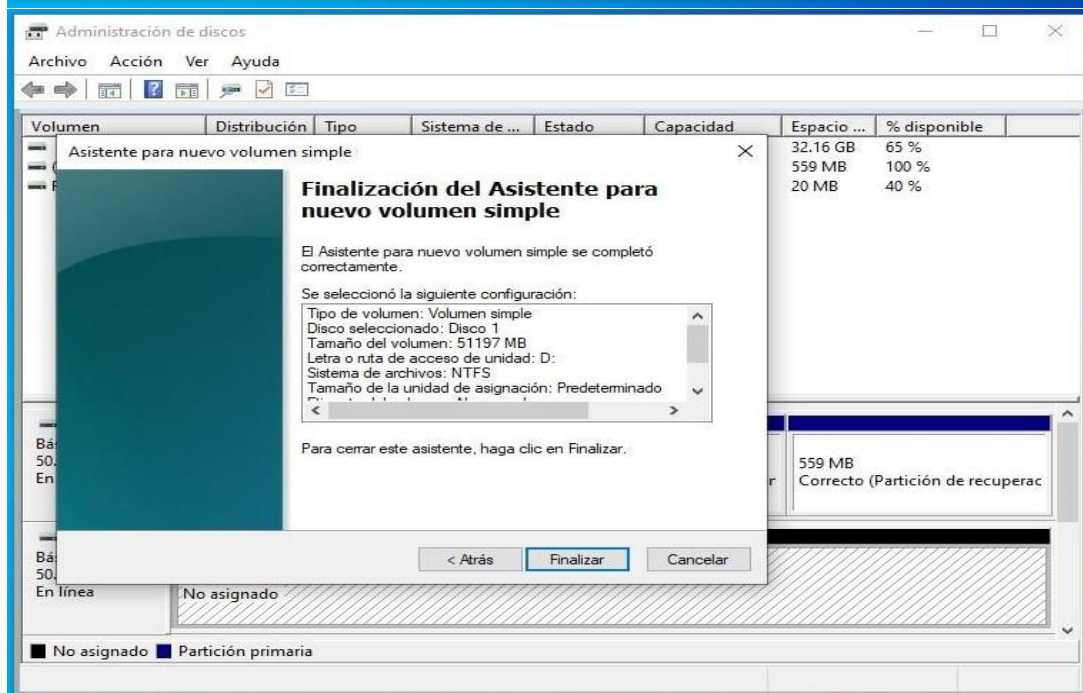 Administración de discos
Archivo Acción Ver Ayuda
Volumen Distribución Tipo Sistema de ... Estado Capacidad Espacio ... % disponible
32.16 GB 65 %
559 MB 100 %
20 MB 40 %
Asistente para nuevo volumen simple
Finalización del Asistente para
nuevo volumen simple
El Asistente para nuevo volumen simple se completó
correctamente.
Se seleccionó la siguiente configuración:
Tipo de volumen: Volumen simple
Disco seleccionado: Disco 1
Tamaño del volumen: 51197 MB
Letra o ruta de acceso de unidad: D:
Sistema de archivos: NTFS
Tamaño de la unidad de asignación: Predeterminado
Para cerrar este asistente, haga clic en Finalizar.
< Atrás Finalizar Cancelar
Bás
50.
En
559 MB
Correcto (Partición de recuperac
Bás
50.
En línea
No asignado
No asignado Partición primaria